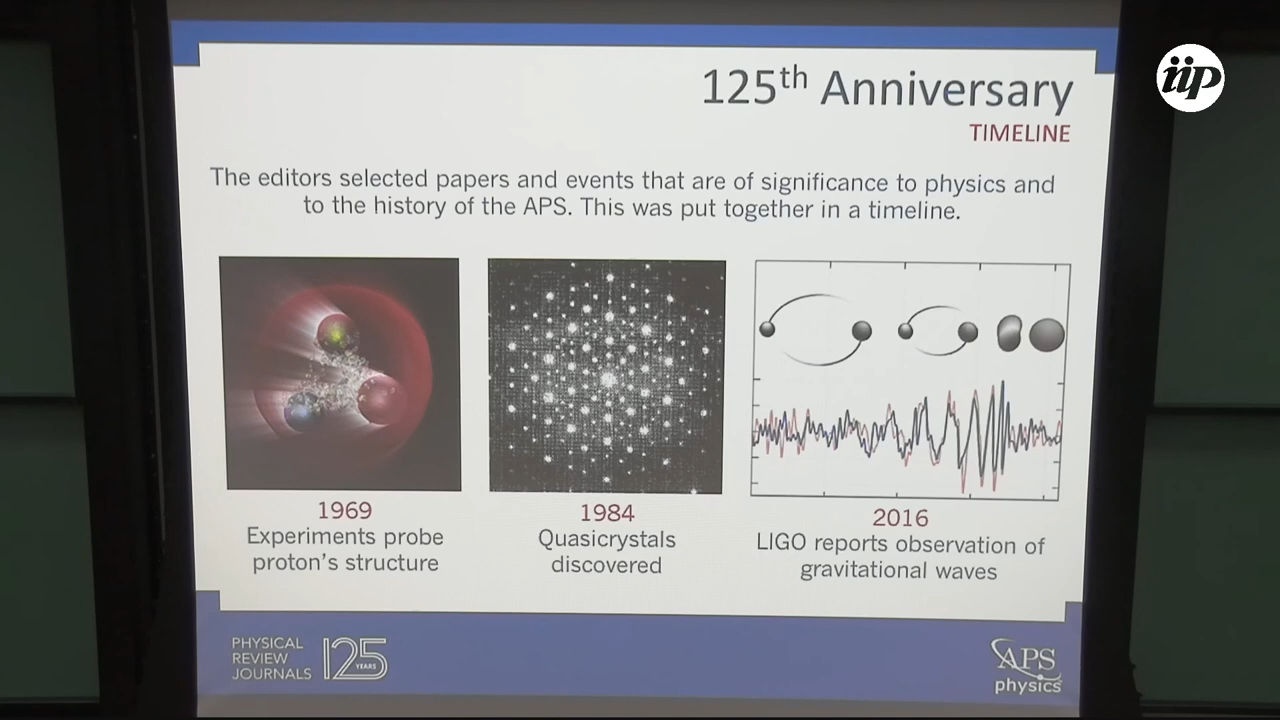 iip
125th Anniversary
TIMELINE
The editors selected papers and events that are of significance to physics and
to the history of the APS. This was put together in a timeline.
1969
Experiments probe
proton's structure
1984
Quasicrystals
discovered
2016
LIGO reports observation of
gravitational waves
PHYSICAL
REVIEW
JOURNALS
125
YEARS
APS
physics